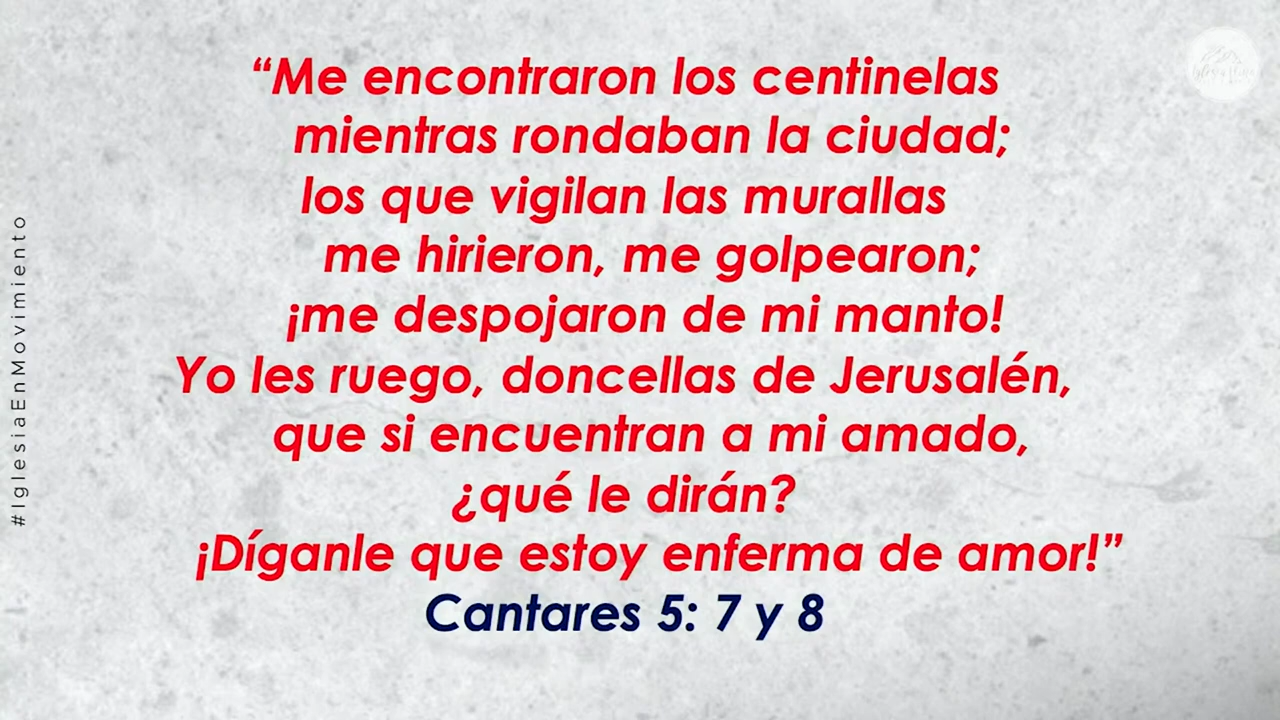 “Me encontraron los centinelas
mientras rondaban la ciudad;
los que vigilan las murallas
me hirieron, me golpearon;
¡me despojaron de mi manto!
Yo les ruego, doncellas de Jerusalén,
que si encuentran a mi amado,
¿qué le dirán?
¡Díganle que estoy enferma de amor!”
Cantares 5: 7 y 8
#IglesiaEnMovimiento